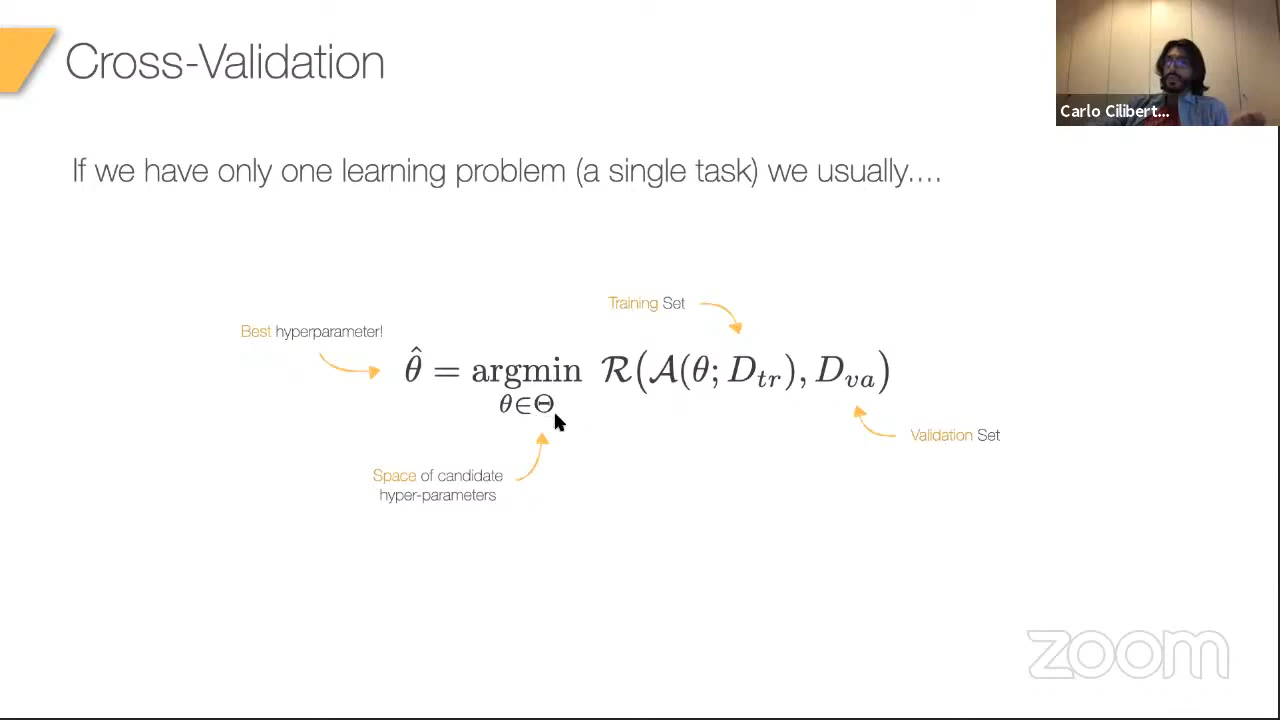 Cross-Validation
Carlo Cilibert...
If we have only one learning problem (a single task) we usually....
Training Set
Best hyperparameter!
θ̂ = argmin R(A(θ; D_tr), D_va)
θ∈Θ
Validation Set
Space of candidate
hyper-parameters
zoom